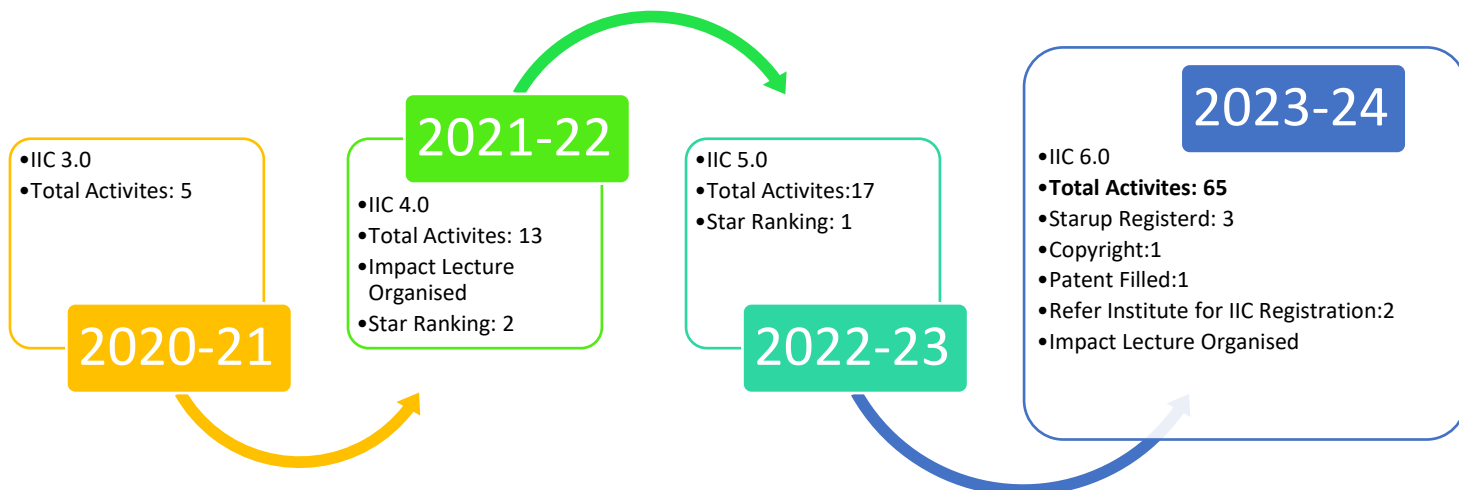 •IIC 3.0
•Total Activites: 5
2020-21
2021-22
•IIC 4.0
•Total Activites: 13
•Impact Lecture
Organised
•Star Ranking: 2
•IIC 5.0
•Total Activites:17
•Star Ranking: 1
2022-23
2023-24
•IIC 6.0
•Total Activites: 65
•Starup Registerd: 3
•Copyright:1
•Patent Filled:1
•Refer Institute for IIC Registration:2
•Impact Lecture Organised